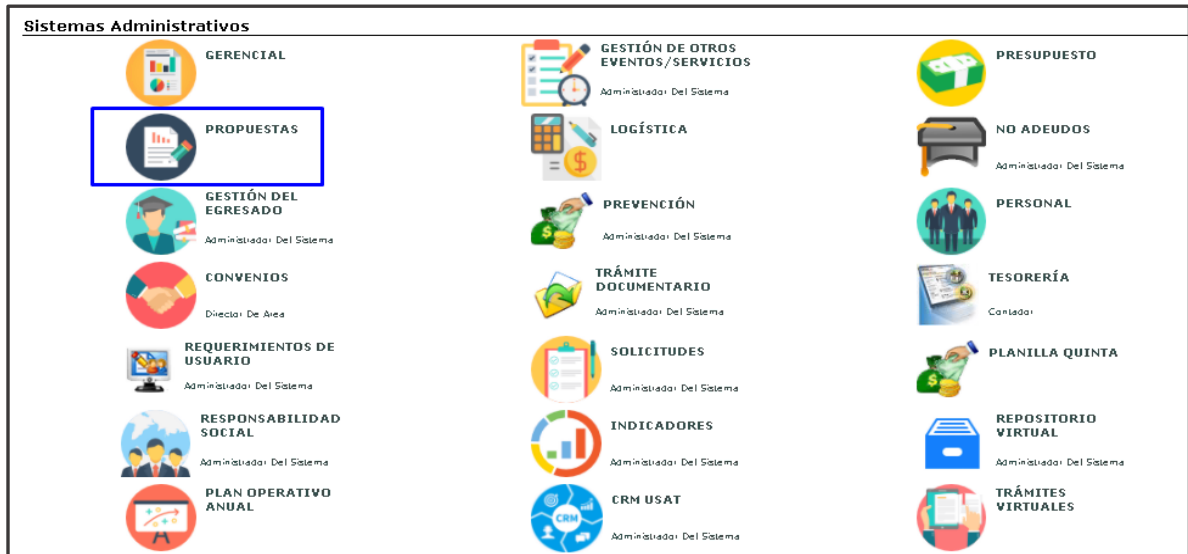 Sistemas Administrativos
GERENCIAL
GESTIÓN DE OTROS
EVENTOS/SERVICIOS
Administrador Del Sistema
PRESUPUESTO
PROPUESTAS
LOGÍSTICA
NO ADEUDOS
Administrador Del Sistema
GESTIÓN DEL
EGRESADO
Administrador Del Sistema
PREVENCIÓN
Administrador Del Sistema
PERSONAL
CONVENIOS
Director De Area
TRÁMITE
DOCUMENTARIO
Administrador Del Sistema
TESORERÍA
Contador
REQUERIMIENTOS DE
USUARIO
Administrador Del Sistema
SOLICITUDES
Administrador Del Sistema
PLANILLA QUINTA
RESPONSABILIDAD
SOCIAL
Administrador Del Sistema
INDICADORES
Administrador Del Sistema
REPOSITORIO
VIRTUAL
Administrador Del Sistema
PLAN OPERATIVO
ANUAL
CRM
CRM USAT
Administrador Del Sistema
TRÁMITES
VIRTUALES